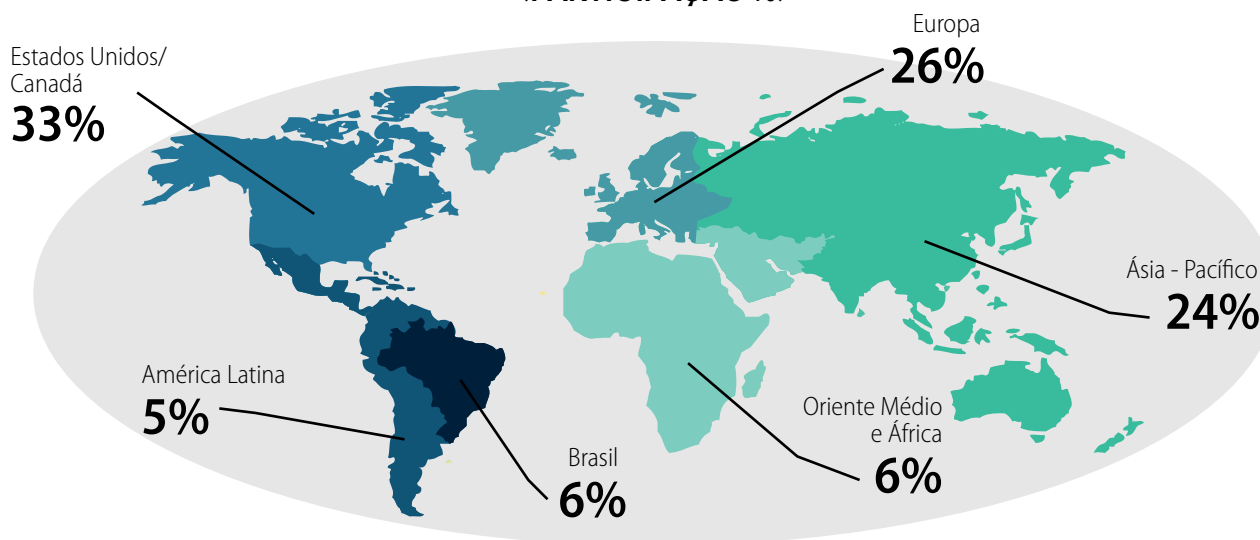 Europa
26%
Estados Unidos/
Canadá
33%
Ásia - Pacífico
24%
América Latina
5%
Oriente Médio
e África
6%
Brasil
6%